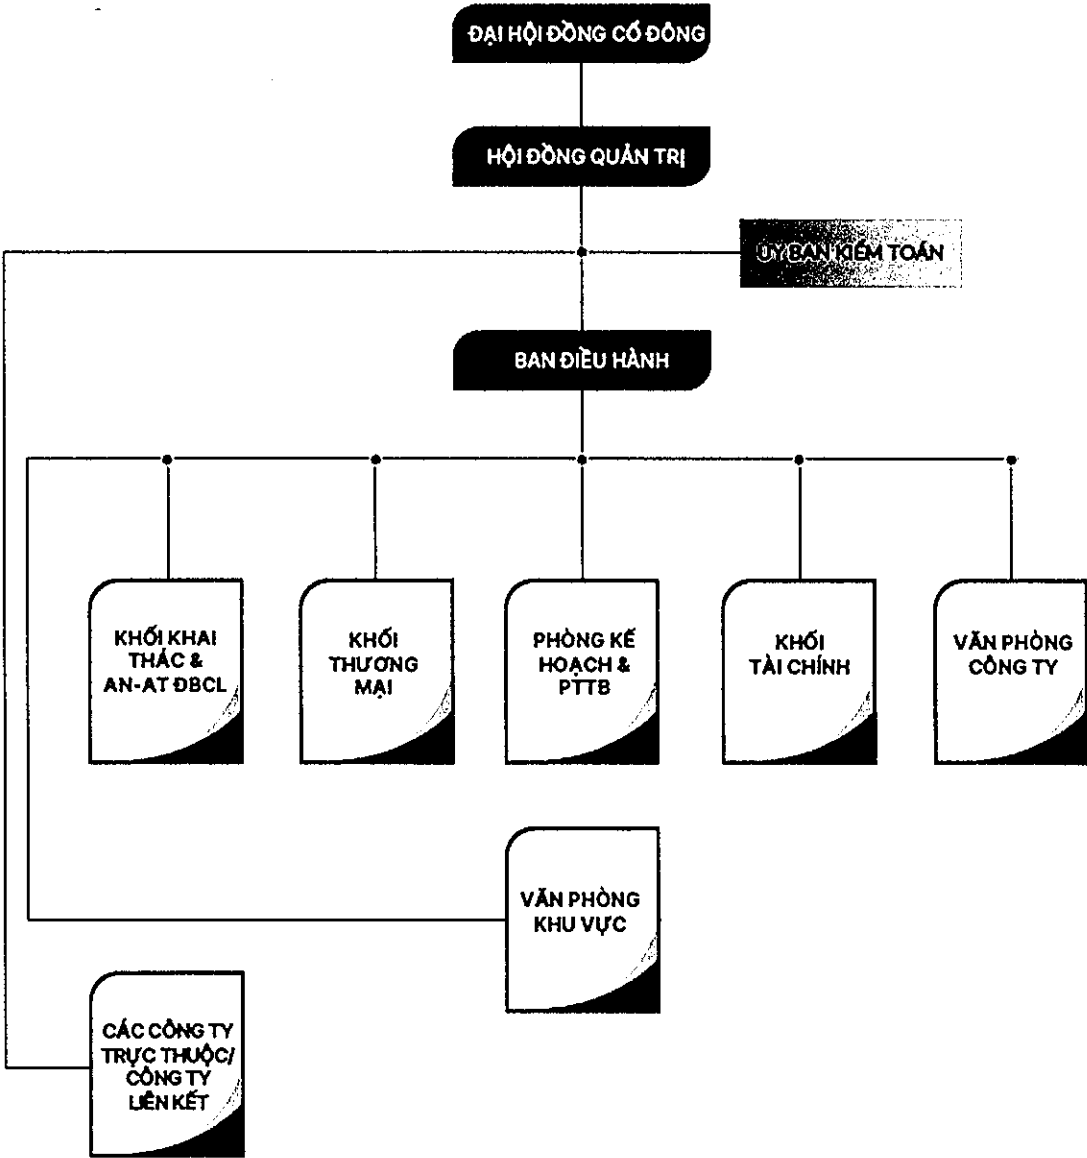 ĐẠI HỘI ĐỒNG CỔ ĐÔNG
HỘI ĐỒNG QUẢN TRỊ
ỦY BAN KIỂM TOÁN
BAN ĐIỀU HÀNH
KHỐI KHAI
THÁC &
AN-AT ĐBCL
KHỐI
THƯƠNG
MẠI
PHÒNG KẾ
HOẠCH &
PTTB
KHỐI
TÀI CHÍNH
VĂN PHÒNG
CÔNG TY
VĂN PHÒNG
KHU VỰC
CÁC CÔNG TY
TRỰC THUỘC/
CÔNG TY
LIÊN KẾT